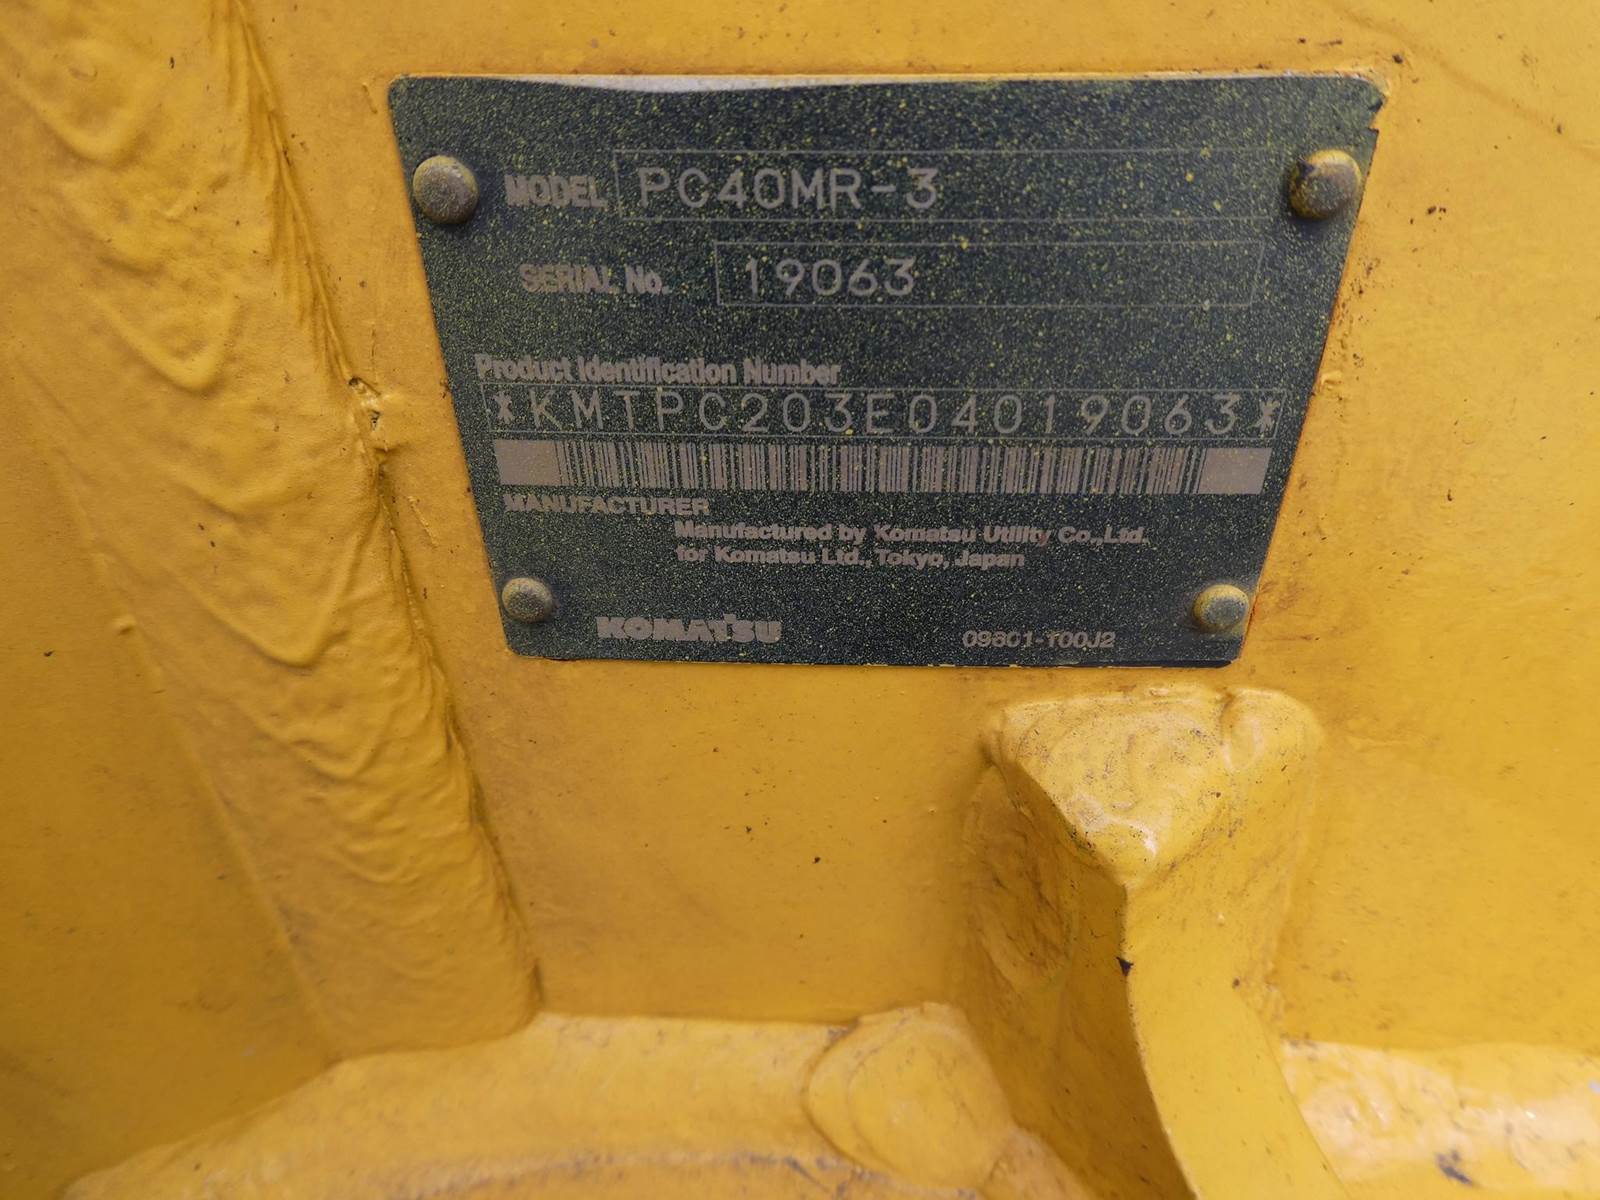 MODEL PC40MR-3
SERIAL No. 19063
Product Identification Number
*KMTPC203E04019063*
MANUFACTURER
Manufactured by Komatsu Utility Co.,Ltd.
for Komatsu Ltd., Tokyo, Japan
KOMATSU 098C1-T00J2